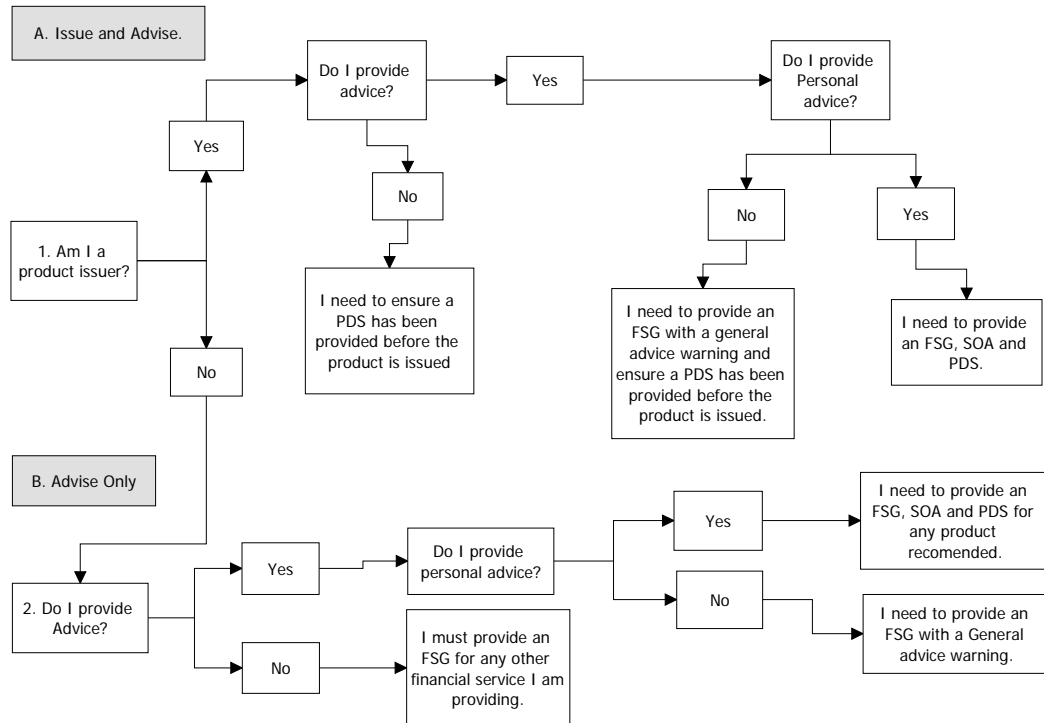 A. Issue and Advise.
Do I provide
advice?
Yes
Do I provide
Personal
advice?
Yes
No
No
Yes
1. Am I a
product issuer?
I need to ensure a
PDS has been
provided before the
product is issued
I need to provide an
FSG with a general
advice warning and
ensure a PDS has been
provided before the
product is issued.
I need to provide
an FSG, SOA and
PDS.
No
B. Advise Only
I need to provide an
FSG, SOA and PDS for
any product
recomended.
Yes
Yes
Do I provide
personal advice?
2. Do I provide
Advice?
No
I need to provide an
FSG with a General
advice warning.
No
I must provide an
FSG for any other
financial service I am
providing.